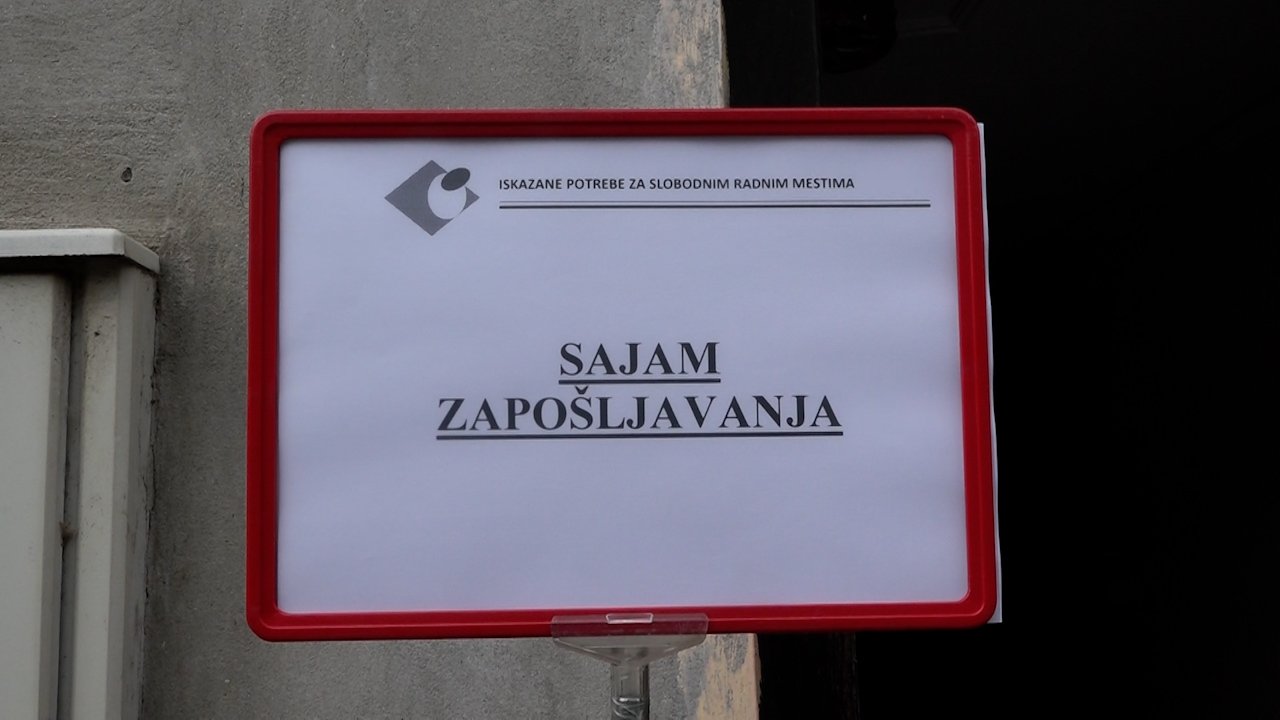 ISKAZANE POTREBE ZA SLOBODNIM RADNIM MESTIMA
SAJAM
ZAPOŠLJAVANJA